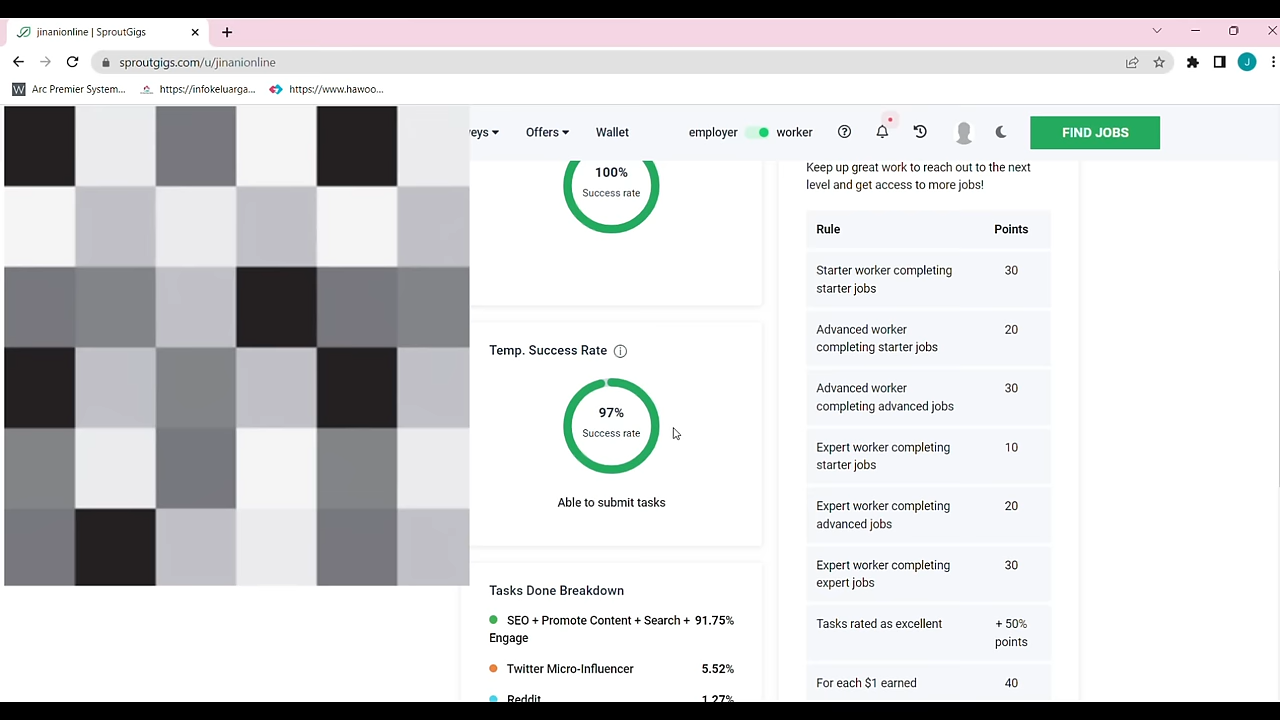 jinanionline | SproutGigs
sproutgigs.com/u/jinanionline
J
Arc Premier System...
https://infokeluarga...
https://www.hawoo...
Offers
Wallet
employer
worker
FIND JOBS
100%
Success rate
Temp. Success Rate
97%
Success rate
Able to submit tasks
Tasks Done Breakdown
SEO + Promote Content + Search + 91.75%
Engage
Twitter Micro-Influencer 5.52%
Reddit 1.27%
Keep up great work to reach out to the next
level and get access to more jobs!
Rule Points
Starter worker completing 30
starter jobs
Advanced worker 20
completing starter jobs
Advanced worker 30
completing advanced jobs
Expert worker completing 10
starter jobs
Expert worker completing 20
advanced jobs
Expert worker completing 30
expert jobs
Tasks rated as excellent + 50%
points
For each $1 earned 40